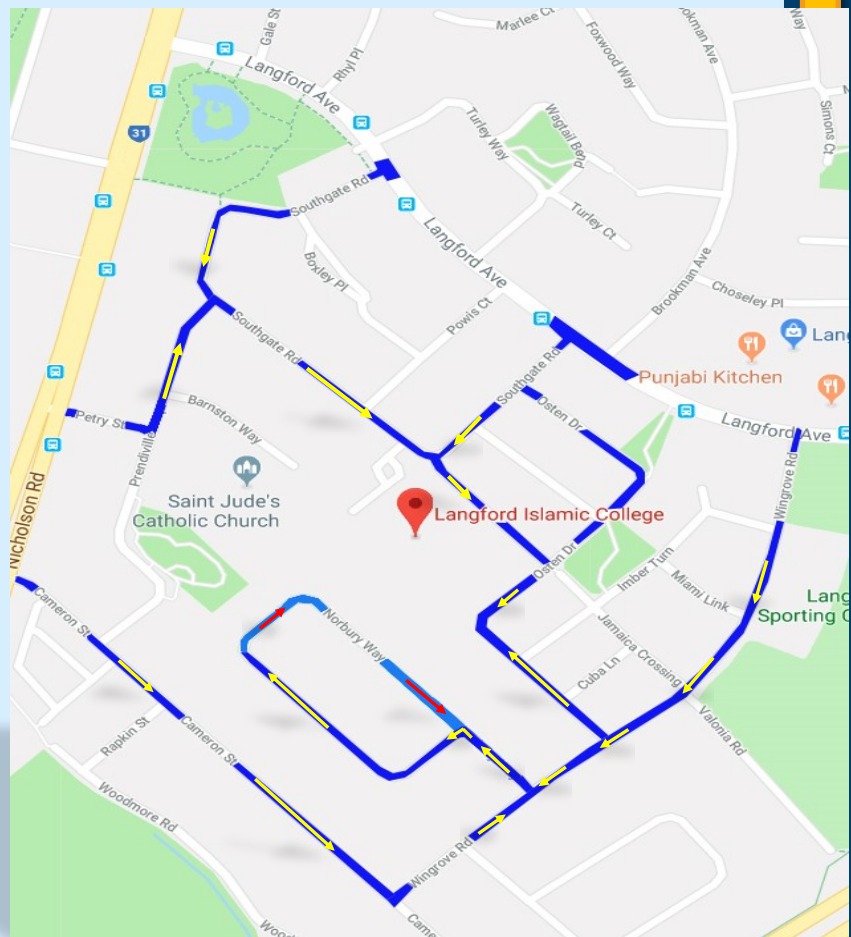 Marlee Ct
Gale St
Rhyl Pl
Foxwood Way
ookman Ave
Way
Langford Ave
Simons Ct
31
Turley Way
Wagtail Bend
Southgate Rd
Turley Ct
Langford Ave
Boxley Pl
Brookman Ave
Choseley Pl
Powis Ct
Southgate Rd
Lang
Punjabi Kitchen
Southgate Rd
Osten Dr
Petry St
Barnston Way
Langford Ave
Prendiville
Wingrove Rd
Saint Jude's
Catholic Church
Langford Islamic College
Nicholson Rd
Osten Dr
Imber Turn
Miami Link
Cameron St
Lang
Sporting C
Norbury Way
Jamaica Crossing
Cuba Ln
Valonia Rd
Rapkin St
Cameron St
Woodmore Rd
Wingrove Rd
Came
Wood